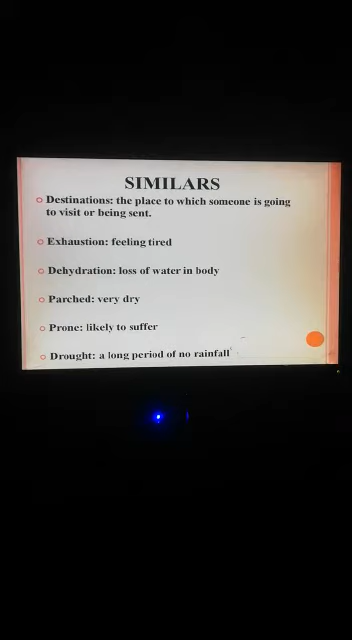 SIMILARS
Destinations: the place to which someone is going
to visit or being sent.
Exhaustion: feeling tired
Dehydration: loss of water in body
Parched: very dry
Prone: likely to suffer
Drought: a long period of no rainfall